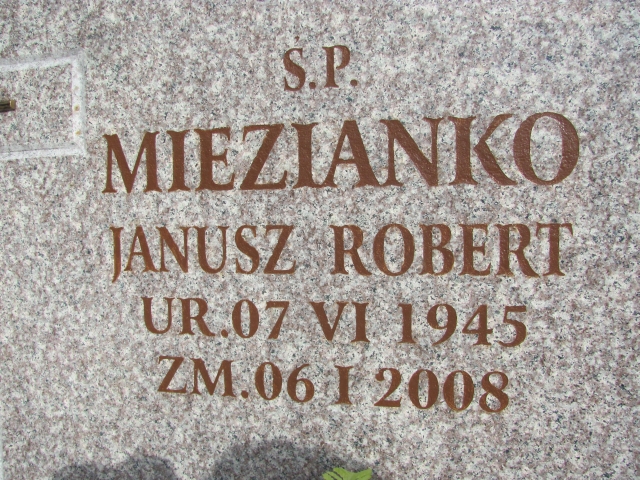 Ś.P.
MIEZIANKO
JANUSZ ROBERT
UR.07 VI 1945
ZM.06 I 2008